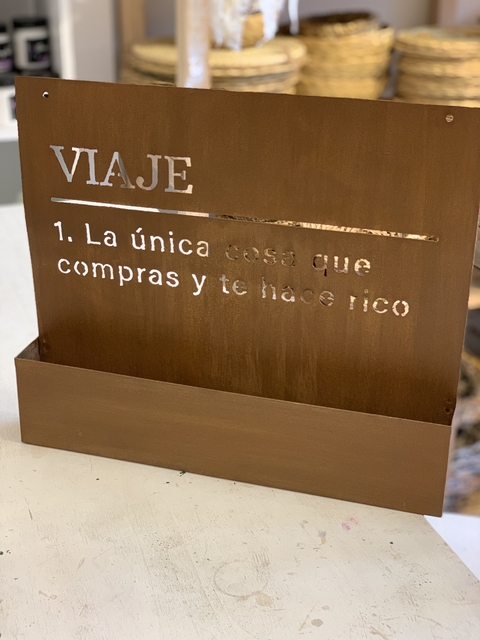 VIAJE
1. La única cosa que
compras y te hace rico